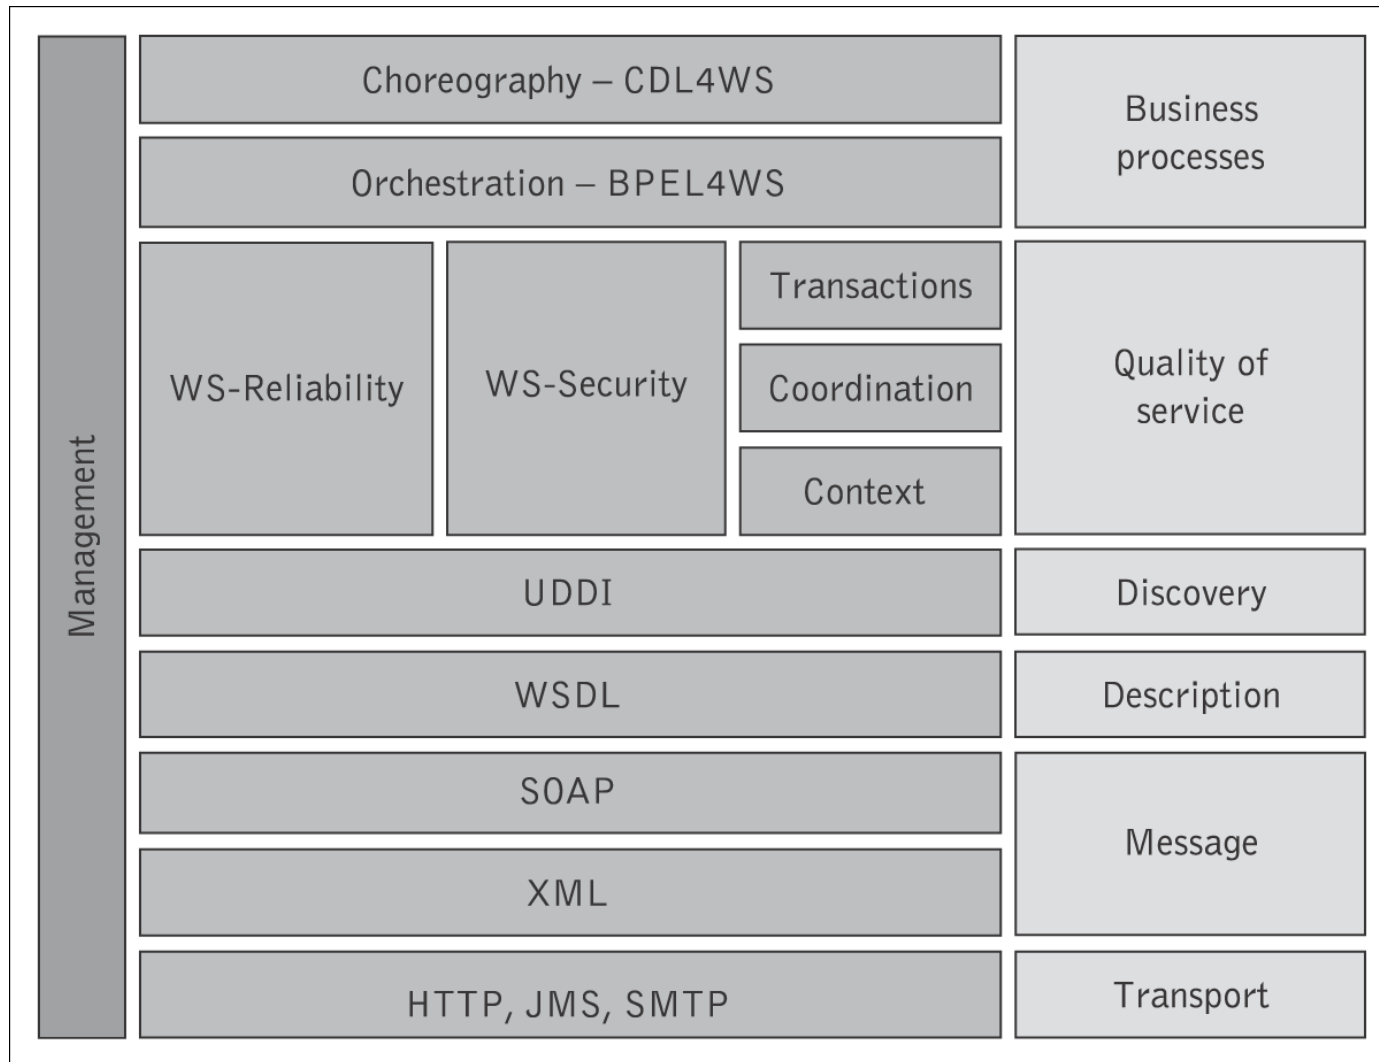 Management
Choreography – CDL4WS
Business
processes
Orchestration – BPEL4WS
WS-Reliability
WS-Security
Transactions
Coordination
Context
Quality of
service
UDDI
Discovery
WSDL
Description
SOAP
XML
Message
HTTP, JMS, SMTP
Transport